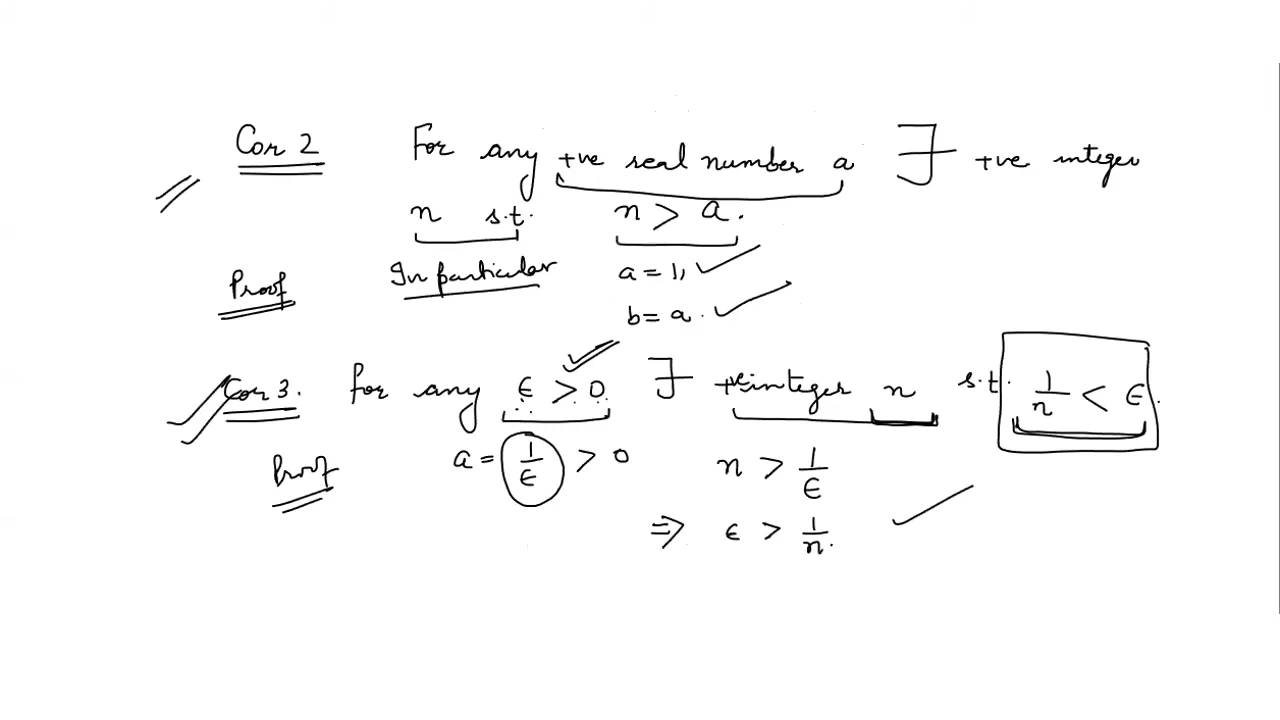 Cor 2 For any +ve real number a ∃ +ve integer
n s.t. n > a.
Proof In particular a = 1,
b = a.
Cor 3. for any ϵ > 0 ∃ +ve integer n s.t. 1/n < ϵ.
Proof a = 1/ϵ > 0 n > 1/ϵ
⇒ ϵ > 1/n.